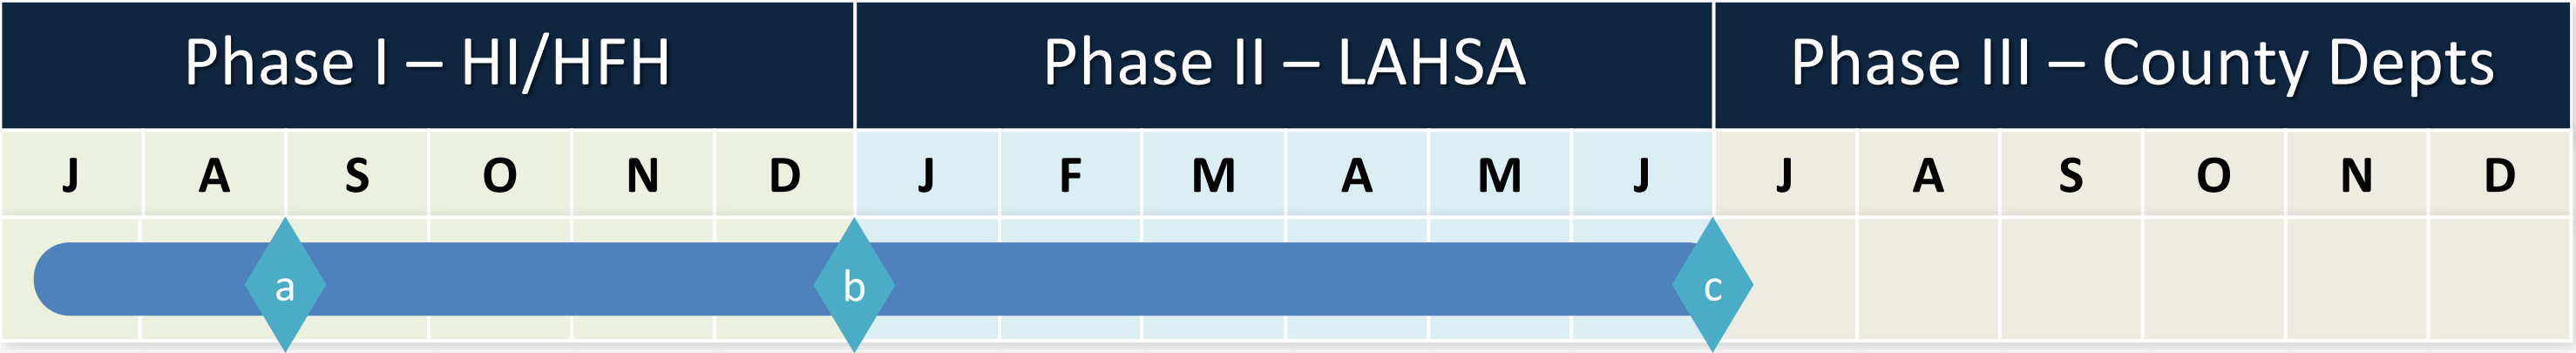 Phase I – HI/HFH Phase II – LAHSA Phase III – County Depts
J A S O N D J F M A M J J A S O N D
a b c